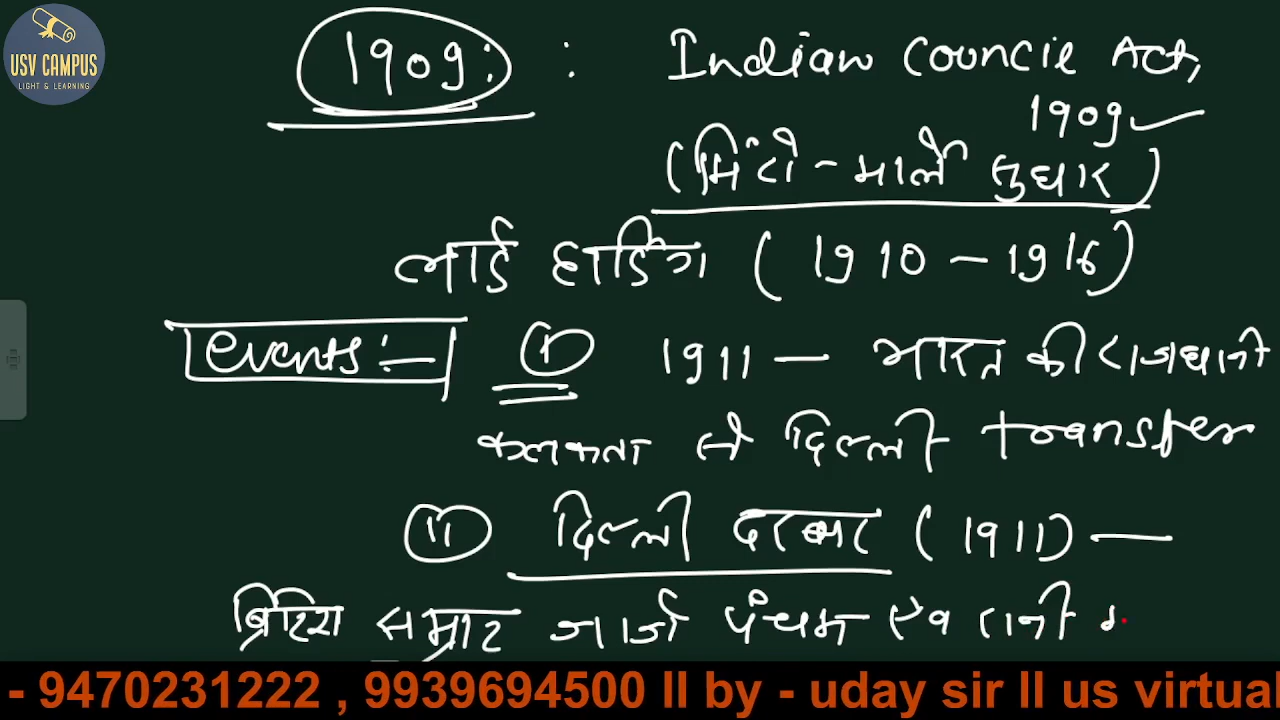 USV CAMPUS
LIGHT & LEARNING
1909: : Indian Council Act,
1909
(मिंटो - मार्ले सुधार)
लार्ड हार्डिंग (1910 - 1916)
events:- I 1911 - भारत की राजधानी
कलकता से दिल्ली transfer
II दिल्ली दरबार (1911) -
ब्रिटिश सम्राट जार्ज पंचम एव रानी
- 9470231222 , 9939694500 ll by - uday sir ll us virtual